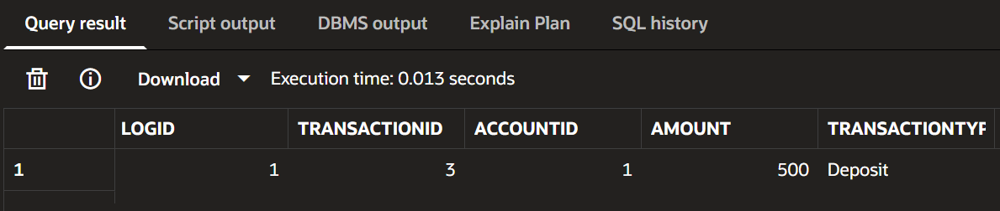 Query result Script output DBMS output Explain Plan SQL history
Download Execution time: 0.013 seconds
LOGID TRANSACTIONID ACCOUNTID AMOUNT TRANSACTIONTYP
1 1 3 1 500 Deposit